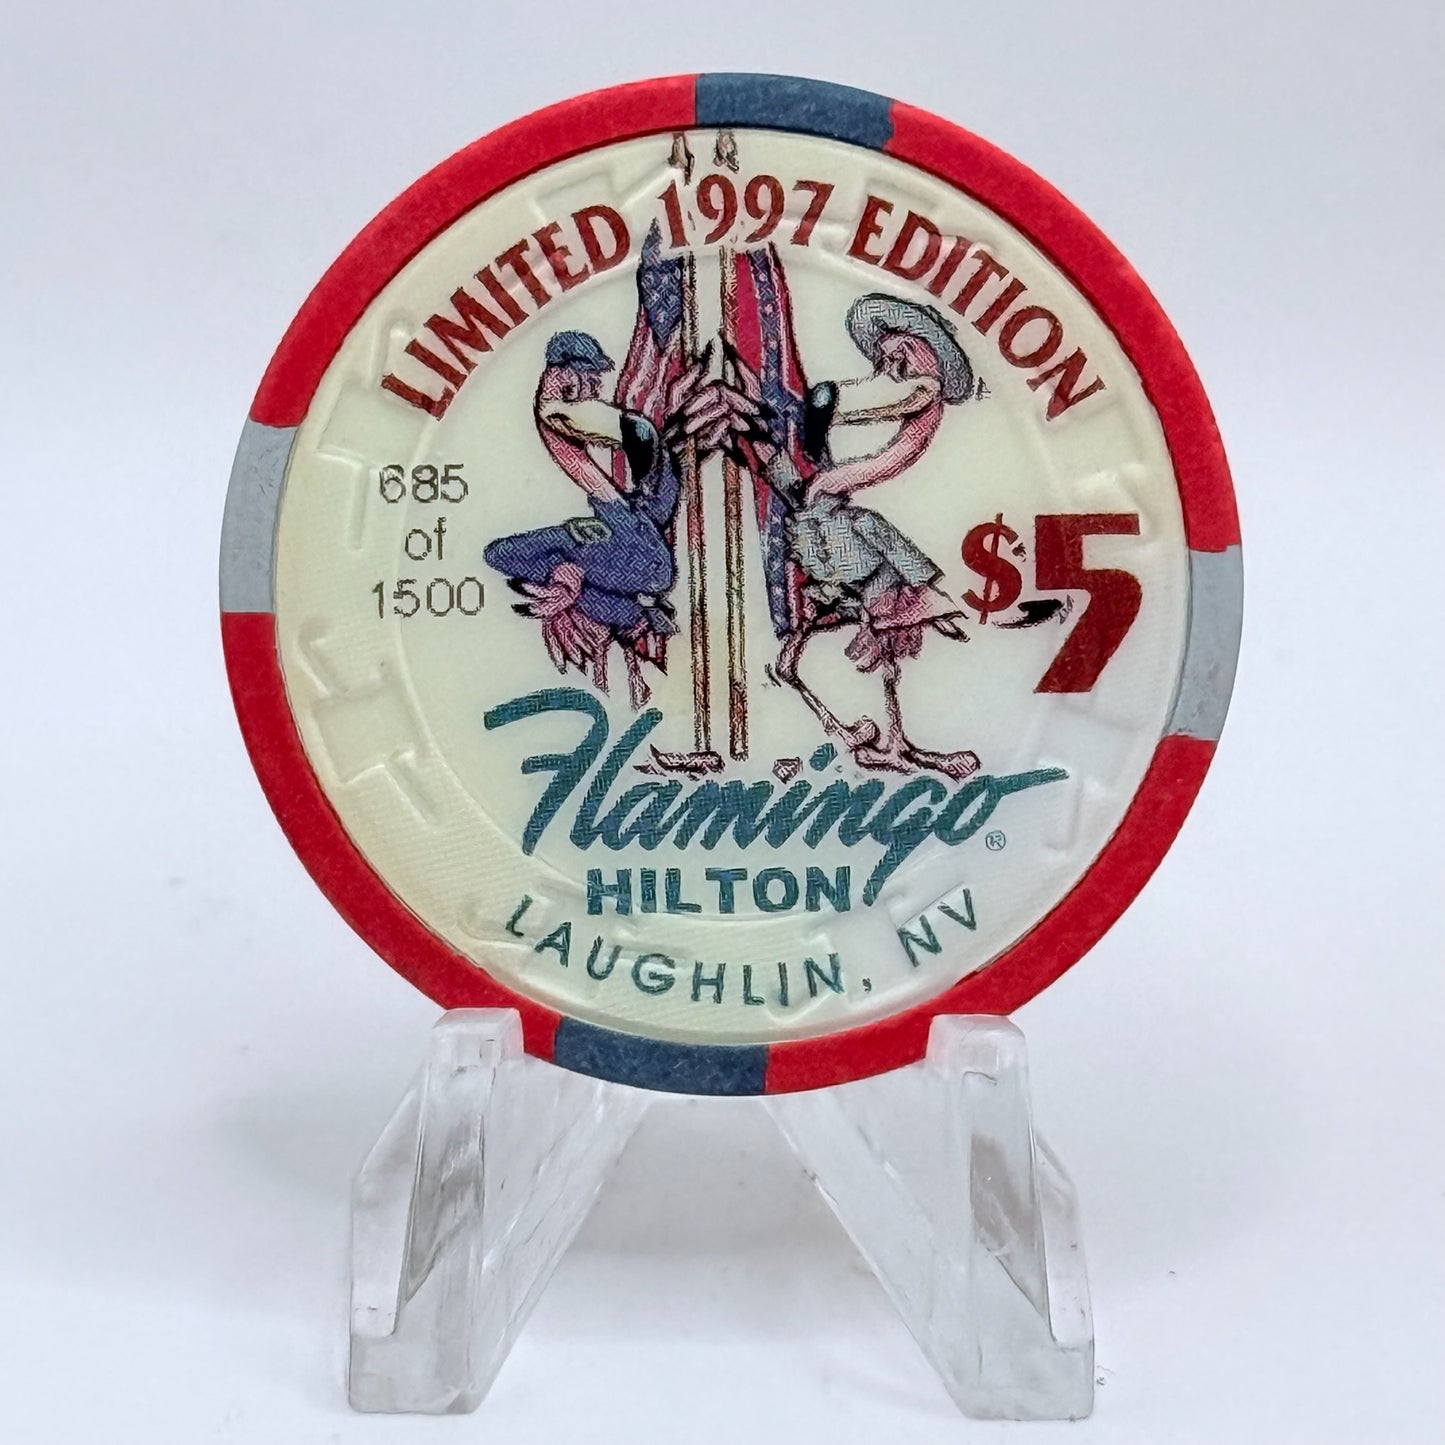 LIMITED 1997 EDITION
685
of
1500
$5
Flamingo®
HILTON
LAUGHLIN, NV